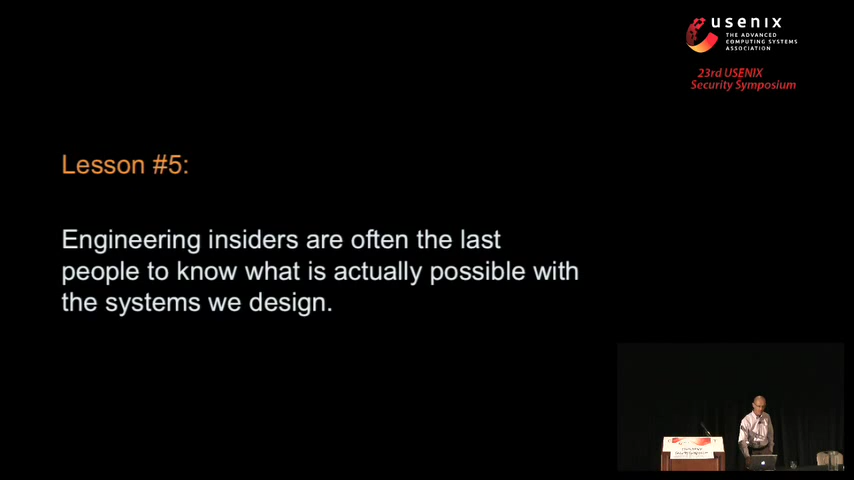 usenix
THE ADVANCED
COMPUTING SYSTEMS
ASSOCIATION
23rd USENIX
Security Symposium
Lesson #5:
Engineering insiders are often the last
people to know what is actually possible with
the systems we design.